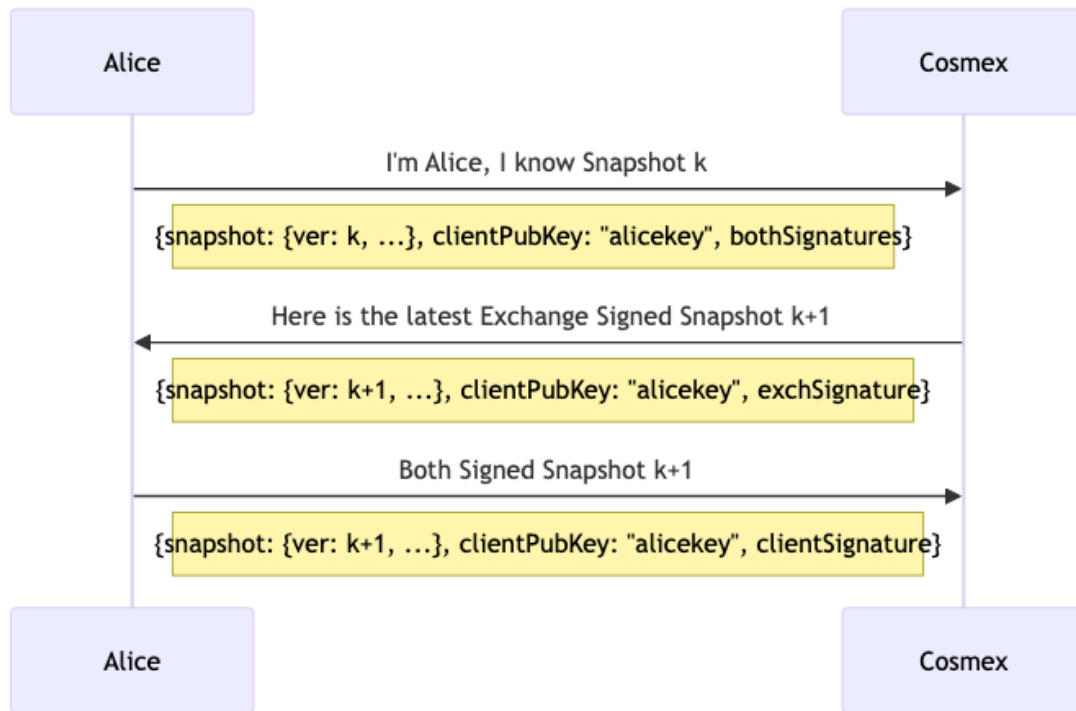 Alice
Cosmex
I'm Alice, I know Snapshot k
{snapshot: {ver: k, ...}, clientPubKey: "alicekey", bothSignatures}
Here is the latest Exchange Signed Snapshot k+1
{snapshot: {ver: k+1, ...}, clientPubKey: "alicekey", exchSignature}
Both Signed Snapshot k+1
{snapshot: {ver: k+1, ...}, clientPubKey: "alicekey", clientSignature}
Alice
Cosmex